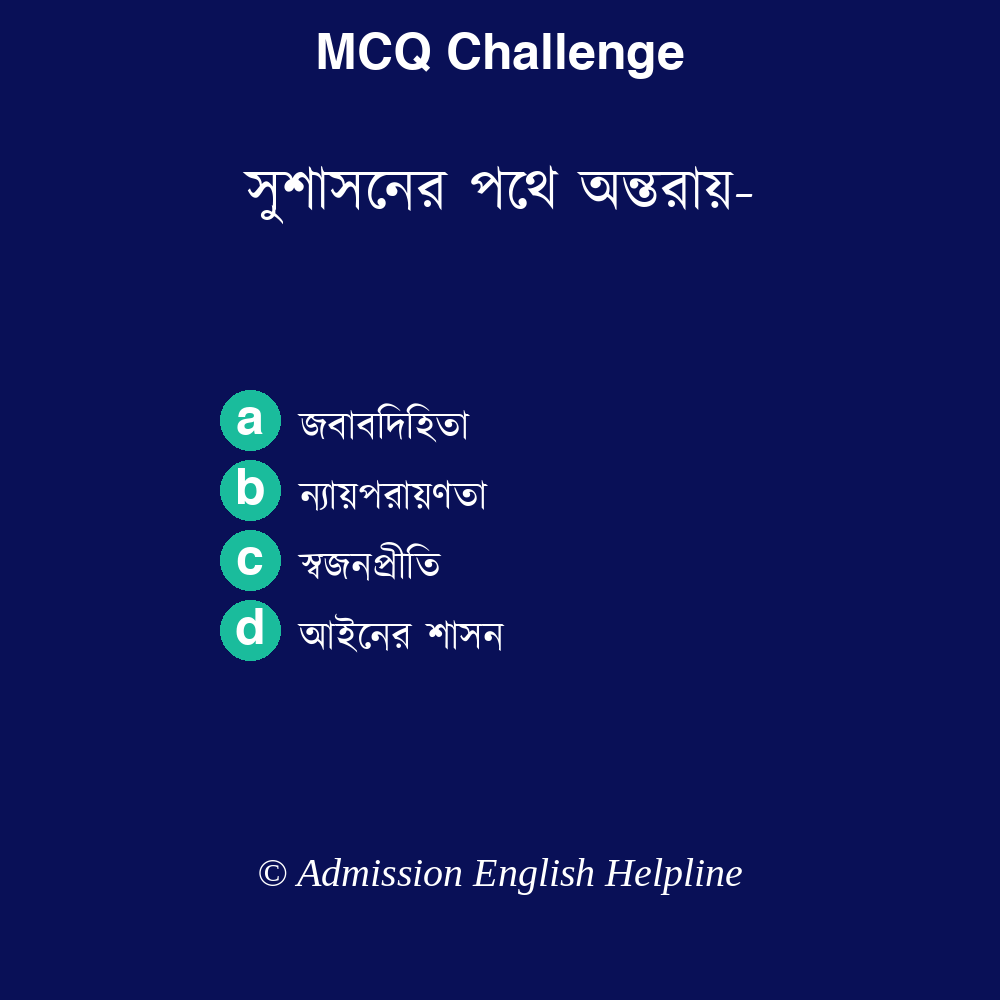 MCQ Challenge
সুশাসনের পথে অন্তরায়-
a জবাবদিহিতা
b ন্যায়পরায়ণতা
c স্বজনপ্রীতি
d আইনের শাসন
© Admission English Helpline